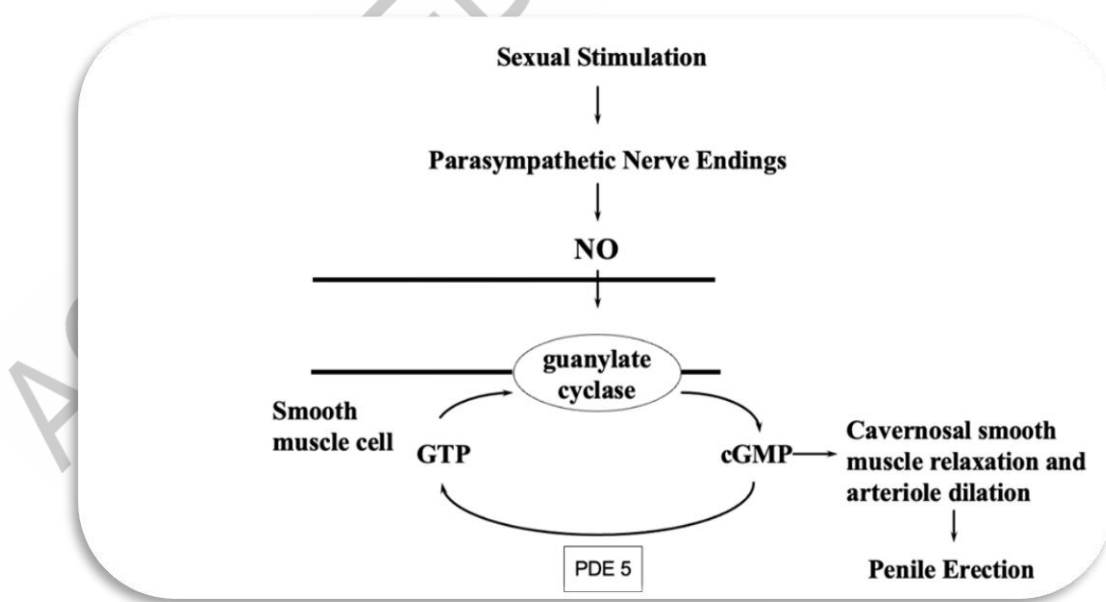 Sexual Stimulation
Parasympathetic Nerve Endings
NO
guanylate
cyclase
Smooth
muscle cell
GTP
cGMP
Cavernosal smooth
muscle relaxation and
arteriole dilation
PDE 5
Penile Erection